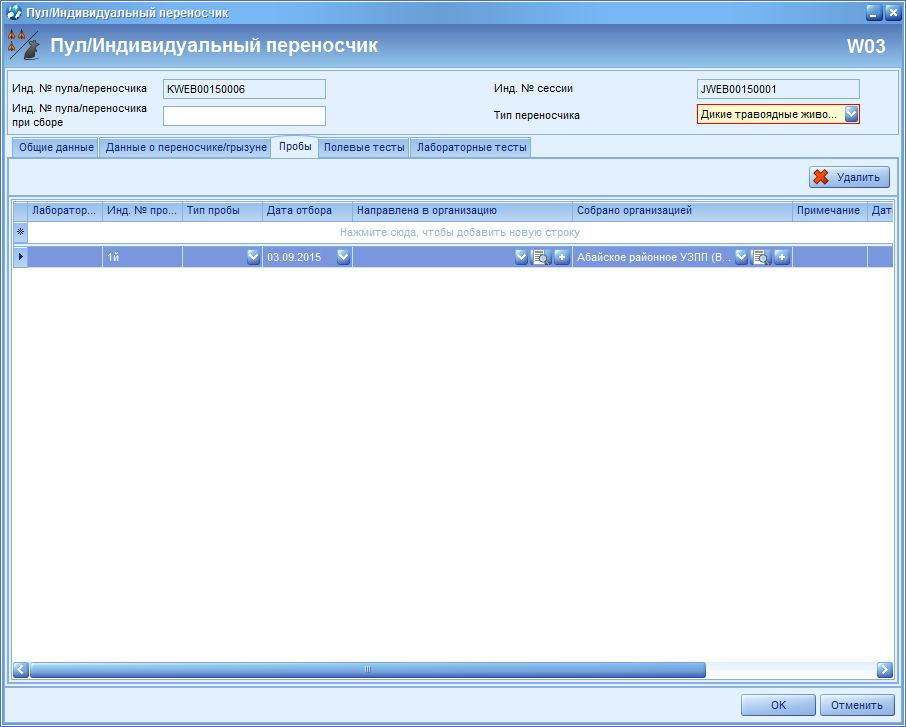 Пул/Индивидуальный переносчик
Пул/Индивидуальный переносчик W03
Инд. № пула/переносчика KWEB00150006 Инд. № сессии JWEB00150001
Инд. № пула/переносчика
при сборе
Тип переносчика Дикие травоядные живо...
Общие данные Данные о переносчике/грызуне Пробы Полевые тесты Лабораторные тесты
Удалить
Лаборатор... Инд. № про... Тип пробы Дата отбора Направлена в организацию Собрано организацией Примечание Дата
Нажмите сюда, чтобы добавить новую строку
1й 03.09.2015 Абайское районное УЗПП (В...
ОК Отменить